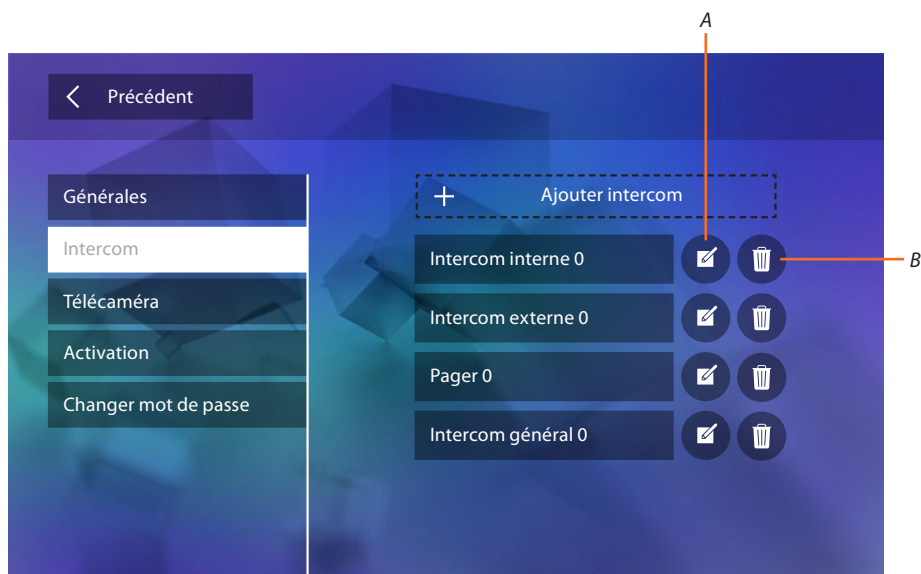 A
Précédent
Générales
Intercom
Télécaméra
Activation
Changer mot de passe
+ Ajouter intercom
Intercom interne 0
B
Intercom externe 0
Pager 0
Intercom général 0